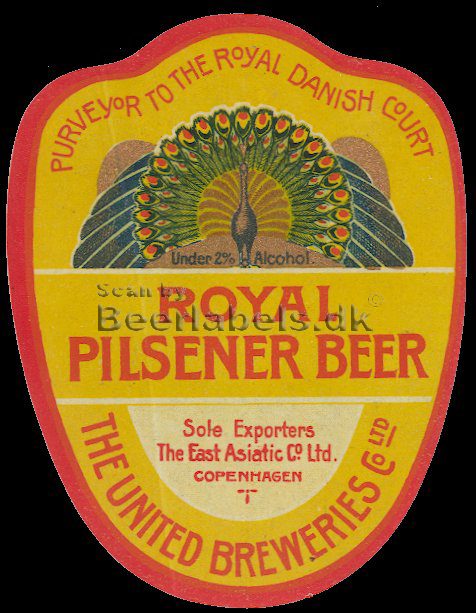 PURVEYOR TO THE ROYAL DANISH COURT
Under 2% Alcohol.
Scan by
Beerlabels.dk
©
ROYAL
PILSENER BEER
Sole Exporters
The East Asiatic Co Ltd.
COPENHAGEN
THE UNITED BREWERIES Co LTD